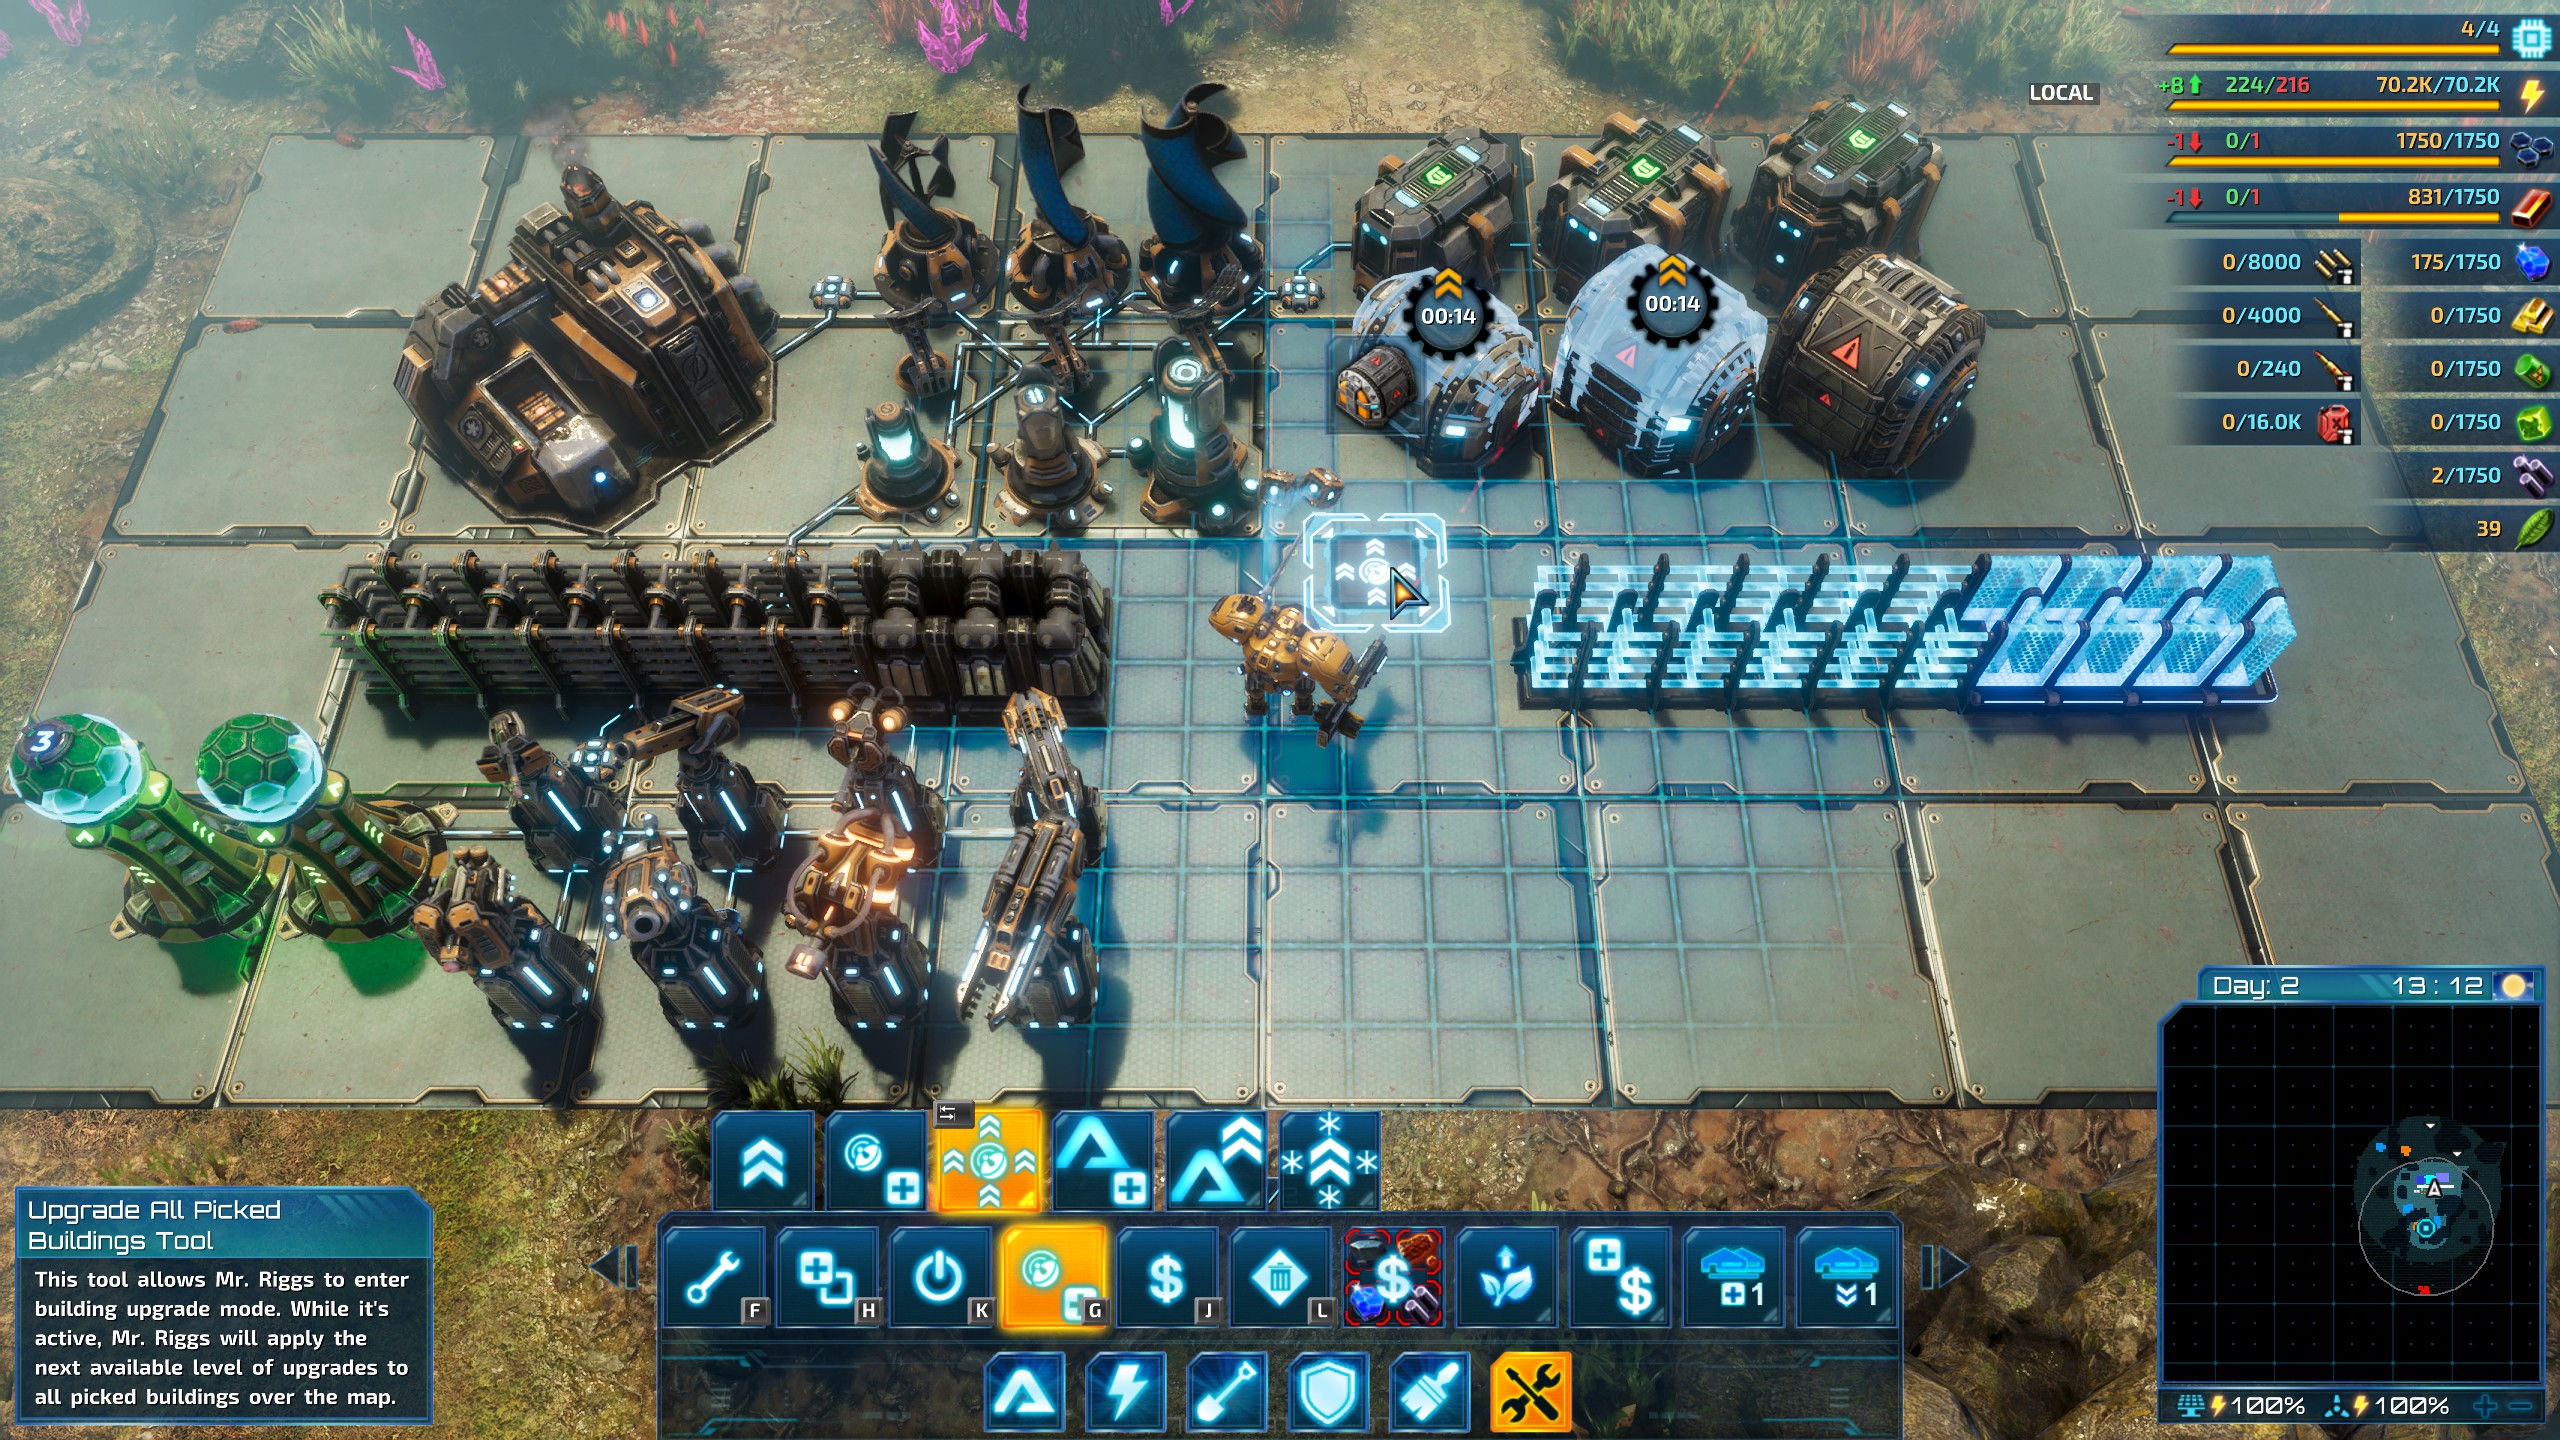 4/4
LOCAL
+8 224/216 70.2K/70.2K
-1 0/1 1750/1750
-1 0/1 831/1750
0/8000 175/1750
0/4000 0/1750
0/240 0/1750
0/16.0K 0/1750
2/1750
39
00:14
00:14
3
Day: 2 13:12
Upgrade All Picked
Buildings Tool
This tool allows Mr. Riggs to enter
building upgrade mode. While it's
active, Mr. Riggs will apply the
next available level of upgrades to
all picked buildings over the map.
F
H
K
G
J
L
$
$
1
1
100% 100%